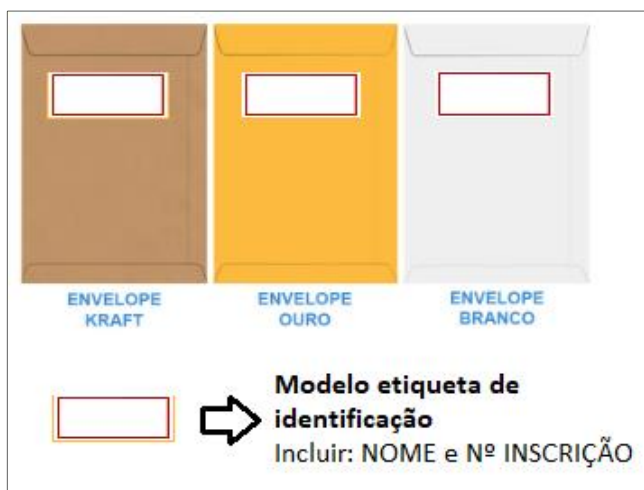 ENVELOPE
KRAFT
ENVELOPE
OURO
ENVELOPE
BRANCO
Modelo etiqueta de
identificação
Incluir: NOME e Nº INSCRIÇÃO